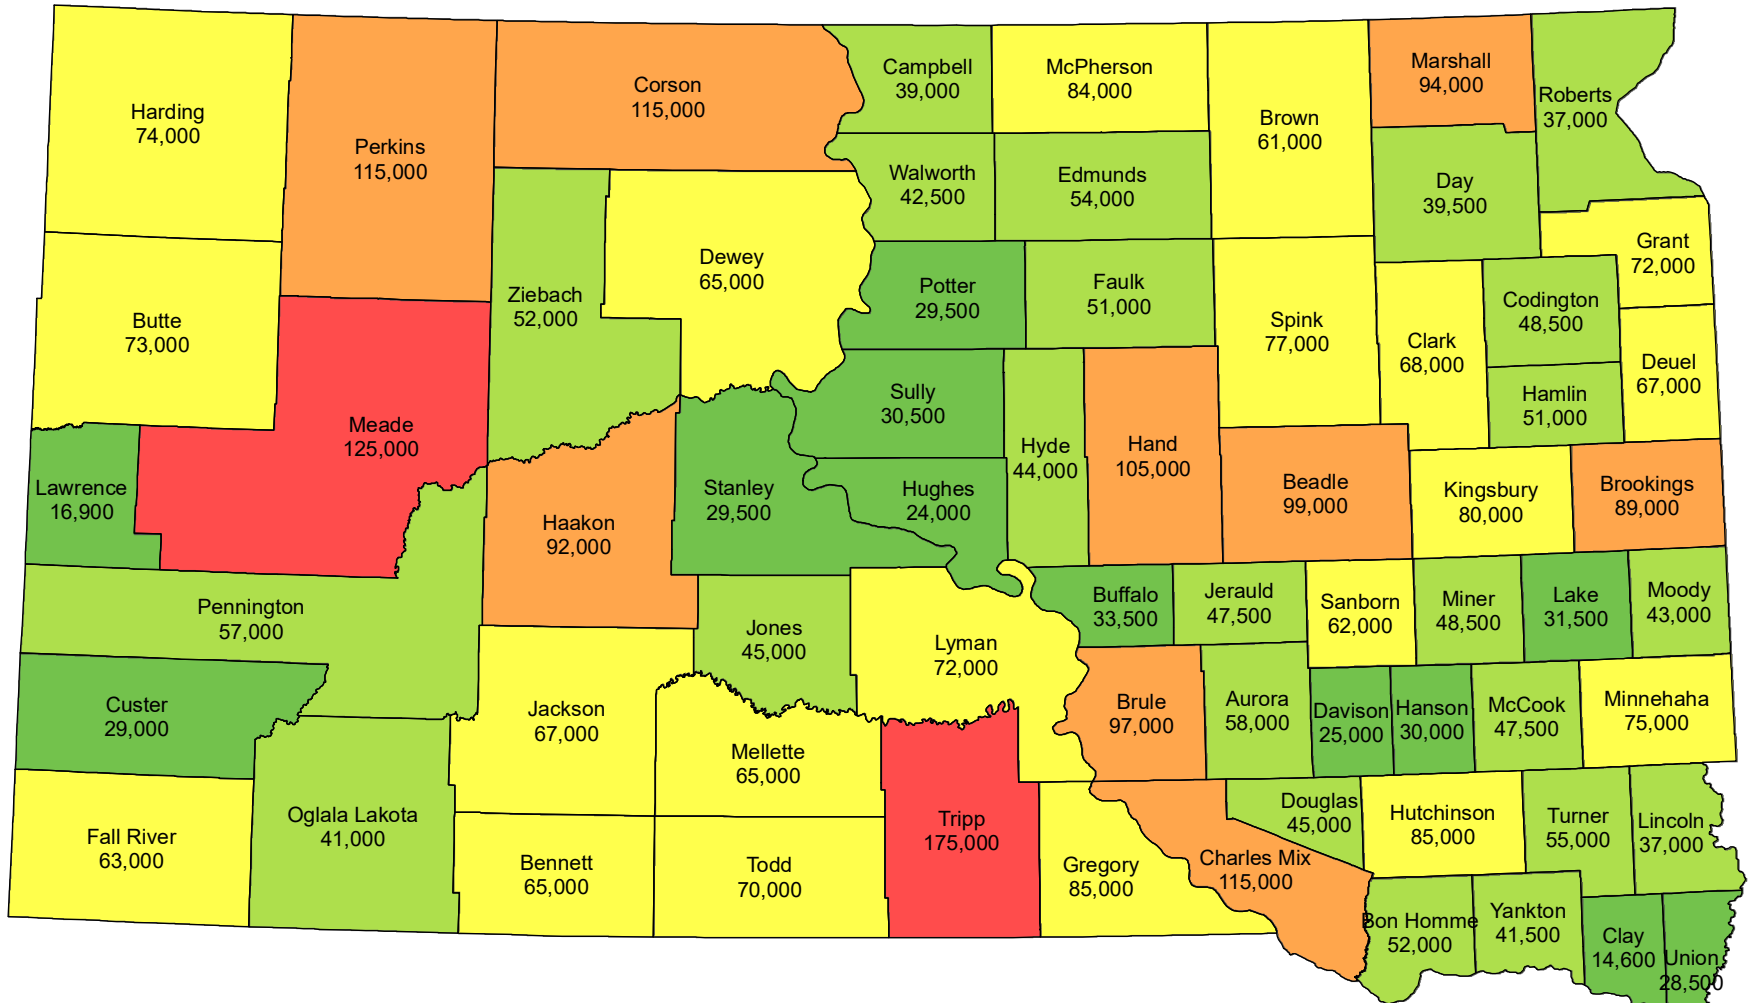 Harding
74,000
Perkins
115,000
Corson
115,000
Campbell
39,000
McPherson
84,000
Brown
61,000
Marshall
94,000
Roberts
37,000
Walworth
42,500
Edmunds
54,000
Day
39,500
Grant
72,000
Butte
73,000
Ziebach
52,000
Dewey
65,000
Potter
29,500
Faulk
51,000
Spink
77,000
Clark
68,000
Codington
48,500
Deuel
67,000
Hamlin
51,000
Meade
125,000
Sully
30,500
Hyde
44,000
Hand
105,000
Lawrence
16,900
Haakon
92,000
Stanley
29,500
Hughes
24,000
Beadle
99,000
Kingsbury
80,000
Brookings
89,000
Pennington
57,000
Jones
45,000
Lyman
72,000
Buffalo
33,500
Jerauld
47,500
Sanborn
62,000
Miner
48,500
Lake
31,500
Moody
43,000
Custer
29,000
Jackson
67,000
Mellette
65,000
Brule
97,000
Aurora
58,000
Davison
25,000
Hanson
30,000
McCook
47,500
Minnehaha
75,000
Fall River
63,000
Oglala Lakota
41,000
Bennett
65,000
Todd
70,000
Tripp
175,000
Gregory
85,000
Charles Mix
115,000
Douglas
45,000
Hutchinson
85,000
Turner
55,000
Lincoln
37,000
Bon Homme
52,000
Yankton
41,500
Clay
14,600
Union
28,500